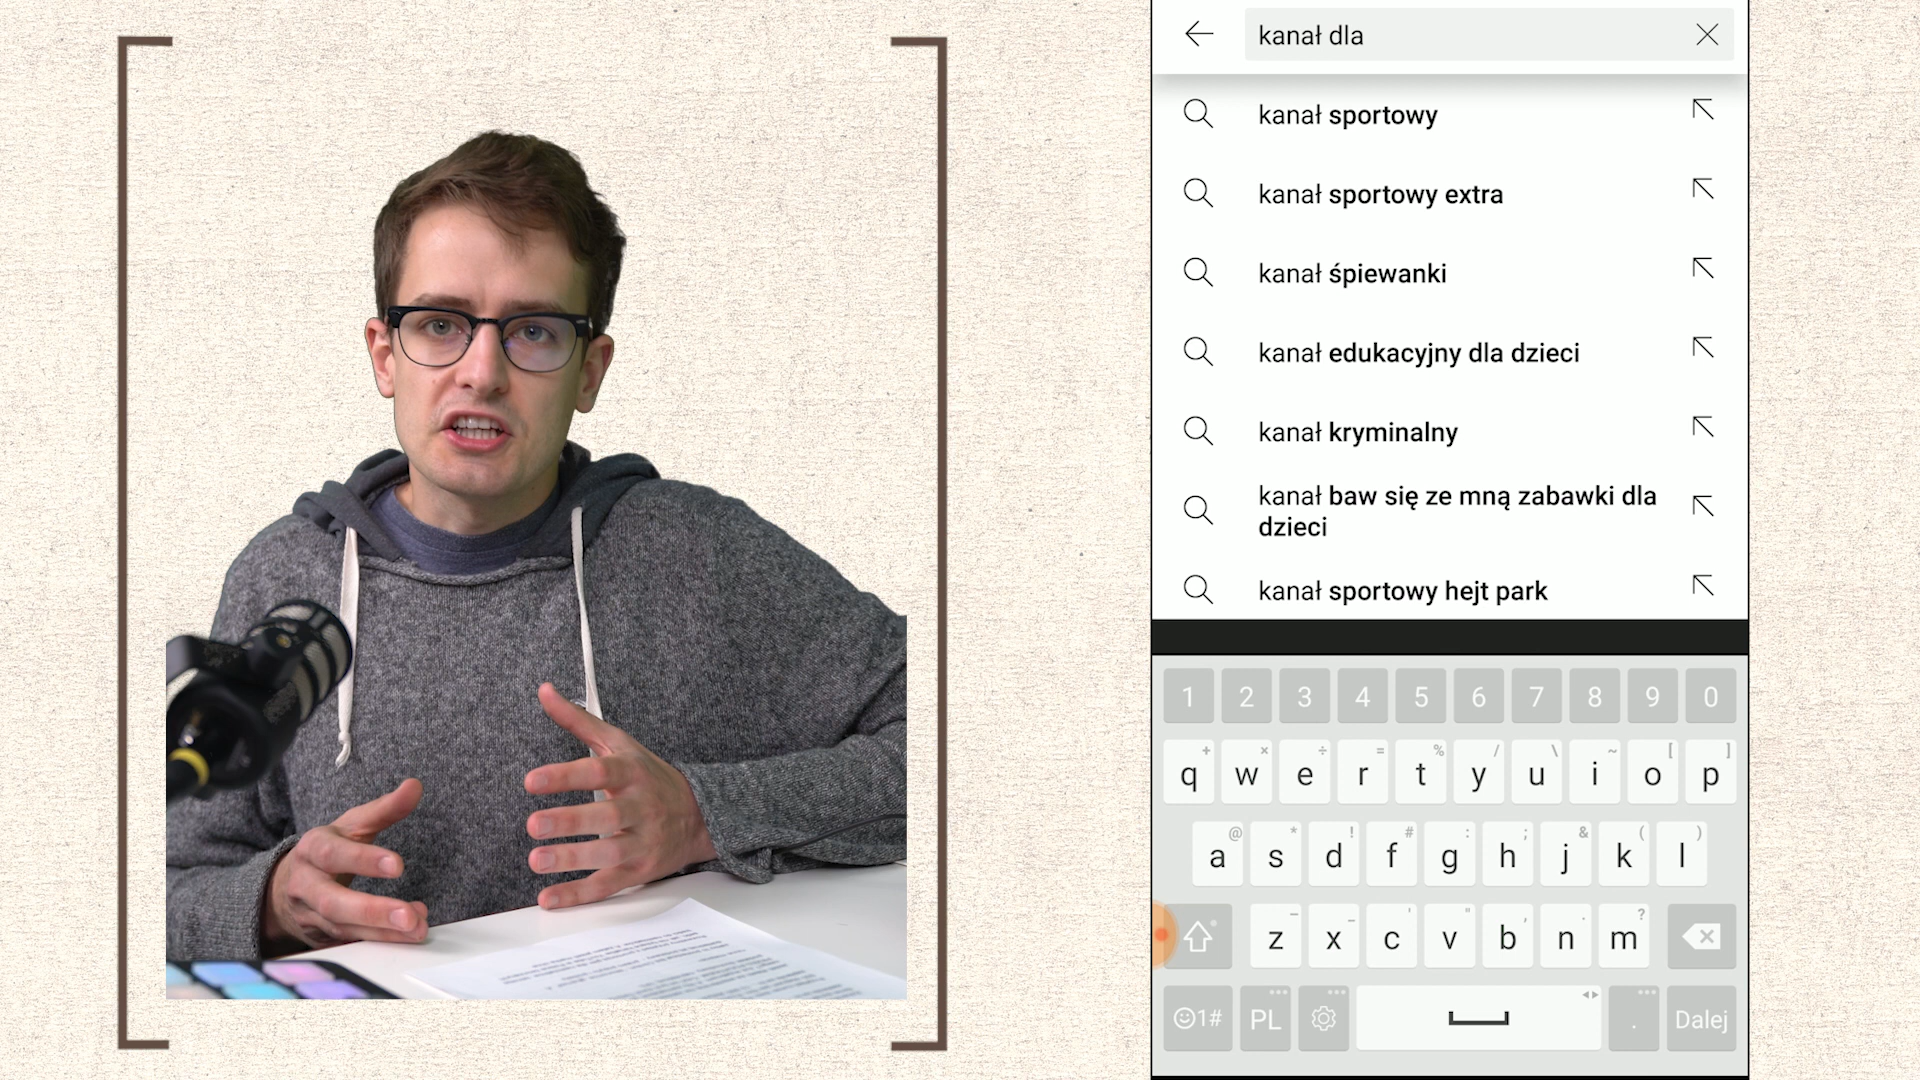 kanał dla
kanał sportowy
kanał sportowy extra
kanał śpiewanki
kanał edukacyjny dla dzieci
kanał kryminalny
kanał baw się ze mną zabawki dla
dzieci
kanał sportowy hejt park
1 2 3 4 5 6 7 8 9 0
+ × ÷ = % / \ ~ [ ]
q w e r t y u i o p
@ * ! # : ; & ( )
a s d f g h j k l
- _ ' " , . ?
z x c v b n m
1# PL . Dalej